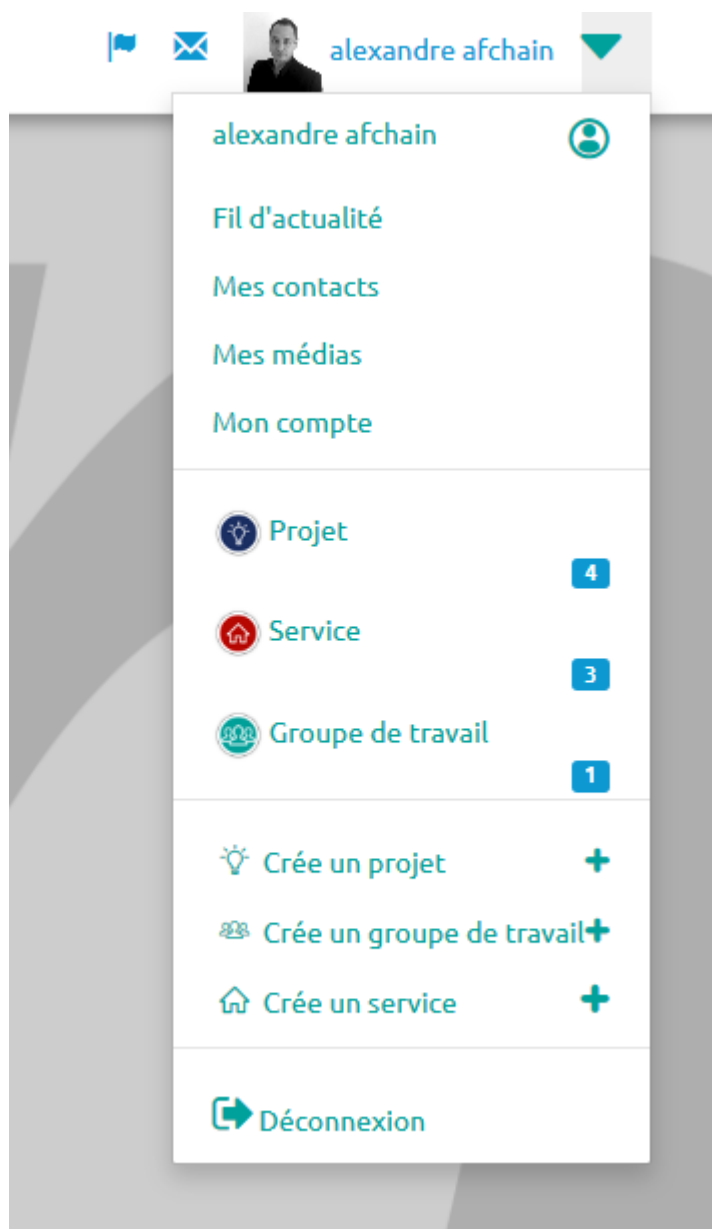 alexandre afchain
alexandre afchain
Fil d'actualité
Mes contacts
Mes médias
Mon compte
Projet
4
Service
3
Groupe de travail
1
Crée un projet
Crée un groupe de travail
Crée un service
Déconnexion